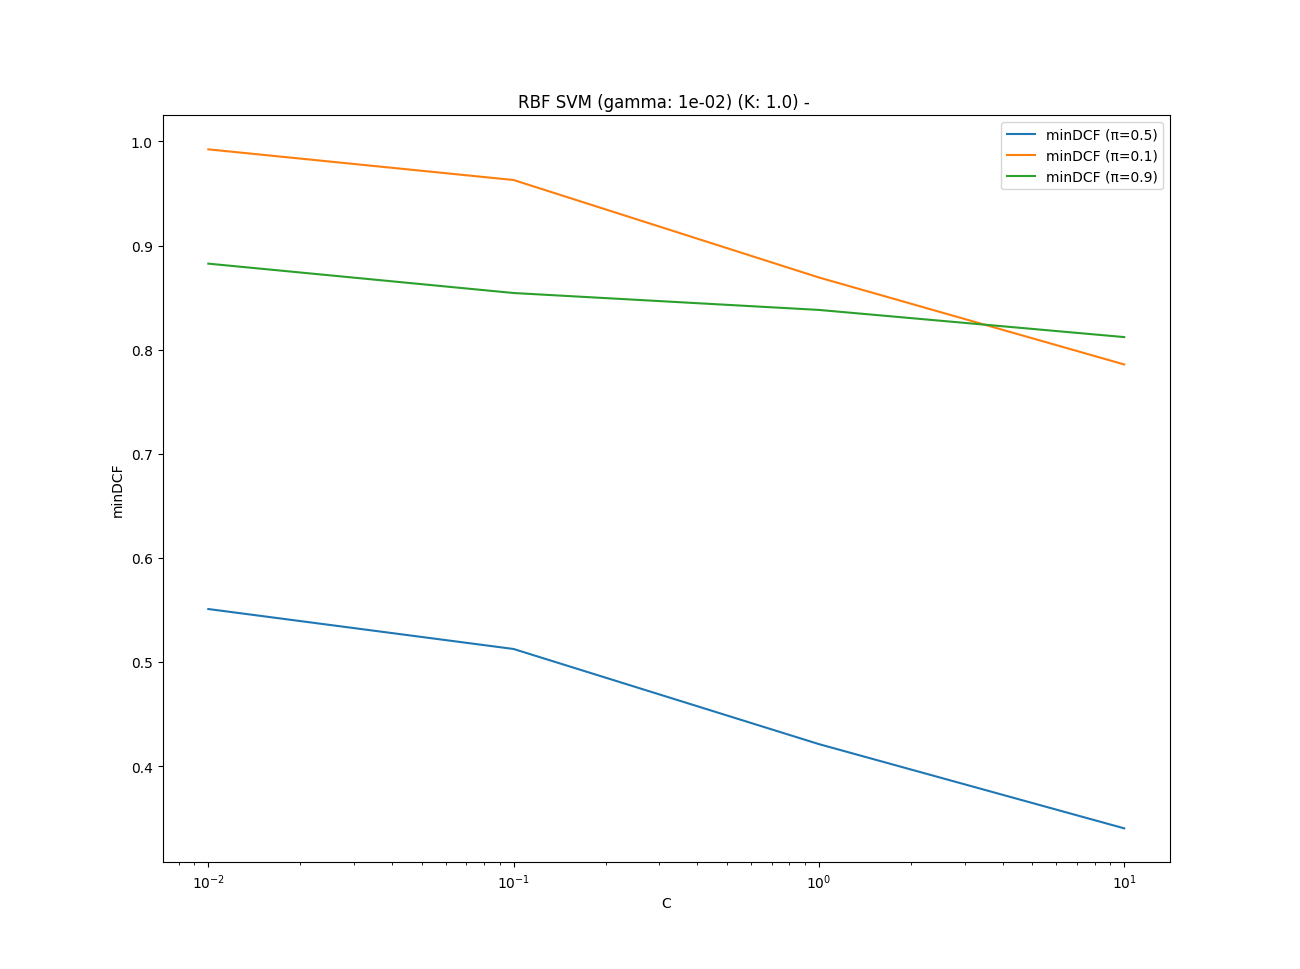 RBF SVM (gamma: 1e-02) (K: 1.0) -
minDCF (π=0.5)
minDCF (π=0.1)
minDCF (π=0.9)
1.0
0.9
0.8
0.7
0.6
0.5
0.4
minDCF
10⁻² 10⁻¹ 10⁰ 10¹
C